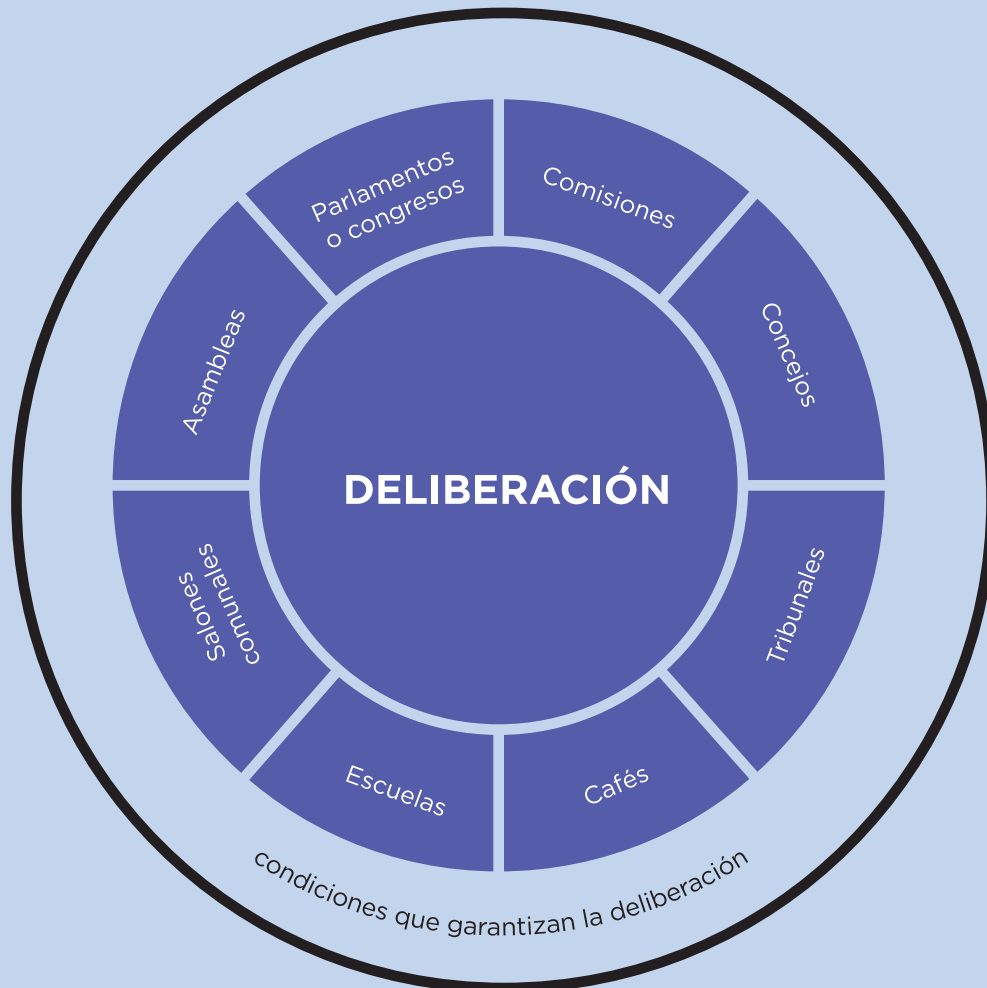 Parlamentos
o congresos
Comisiones
Concejos
Tribunales
Cafés
Escuelas
Salones
comunales
Asambleas
DELIBERACIÓN
condiciones que garantizan la deliberación